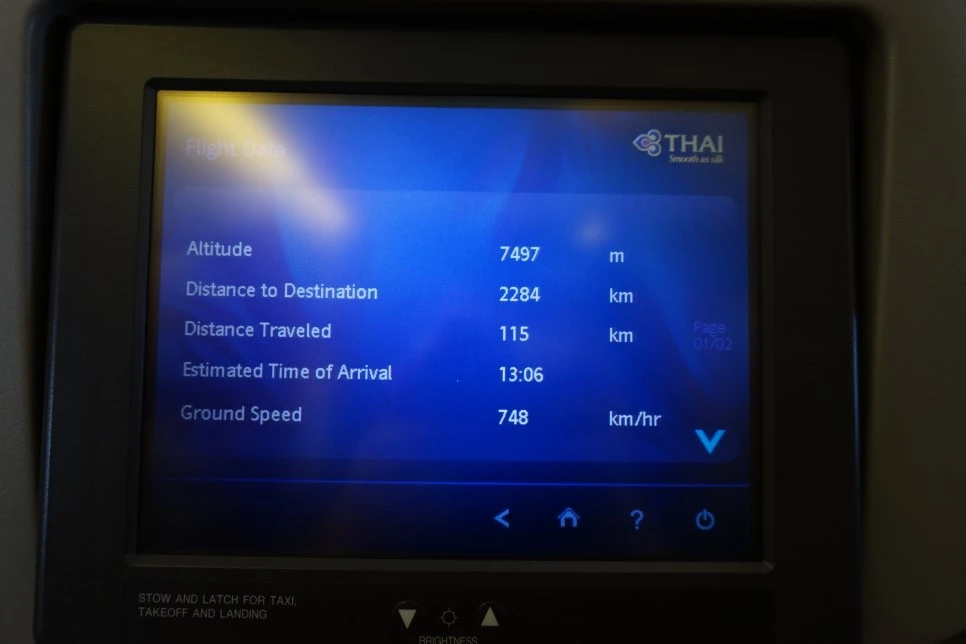 Flight Data
THAI
Smooth as silk
Altitude 7497 m
Distance to Destination 2284 km
Distance Traveled 115 km
Page
01/02
Estimated Time of Arrival 13:06
Ground Speed 748 km/hr
?
STOW AND LATCH FOR TAXI,
TAKEOFF AND LANDING
BRIGHTNESS